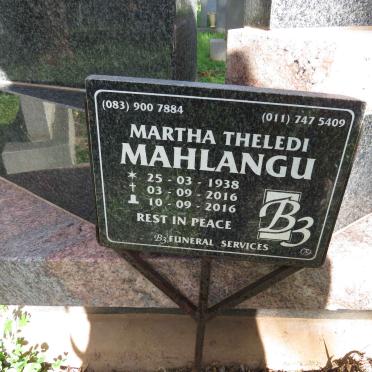 (083) 900 7884 (011) 747 5409
MARTHA THELEDI
MAHLANGU
25 - 03 - 1938
03 - 09 - 2016
10 - 09 - 2016
REST IN PEACE
B3
B3 FUNERAL SERVICES